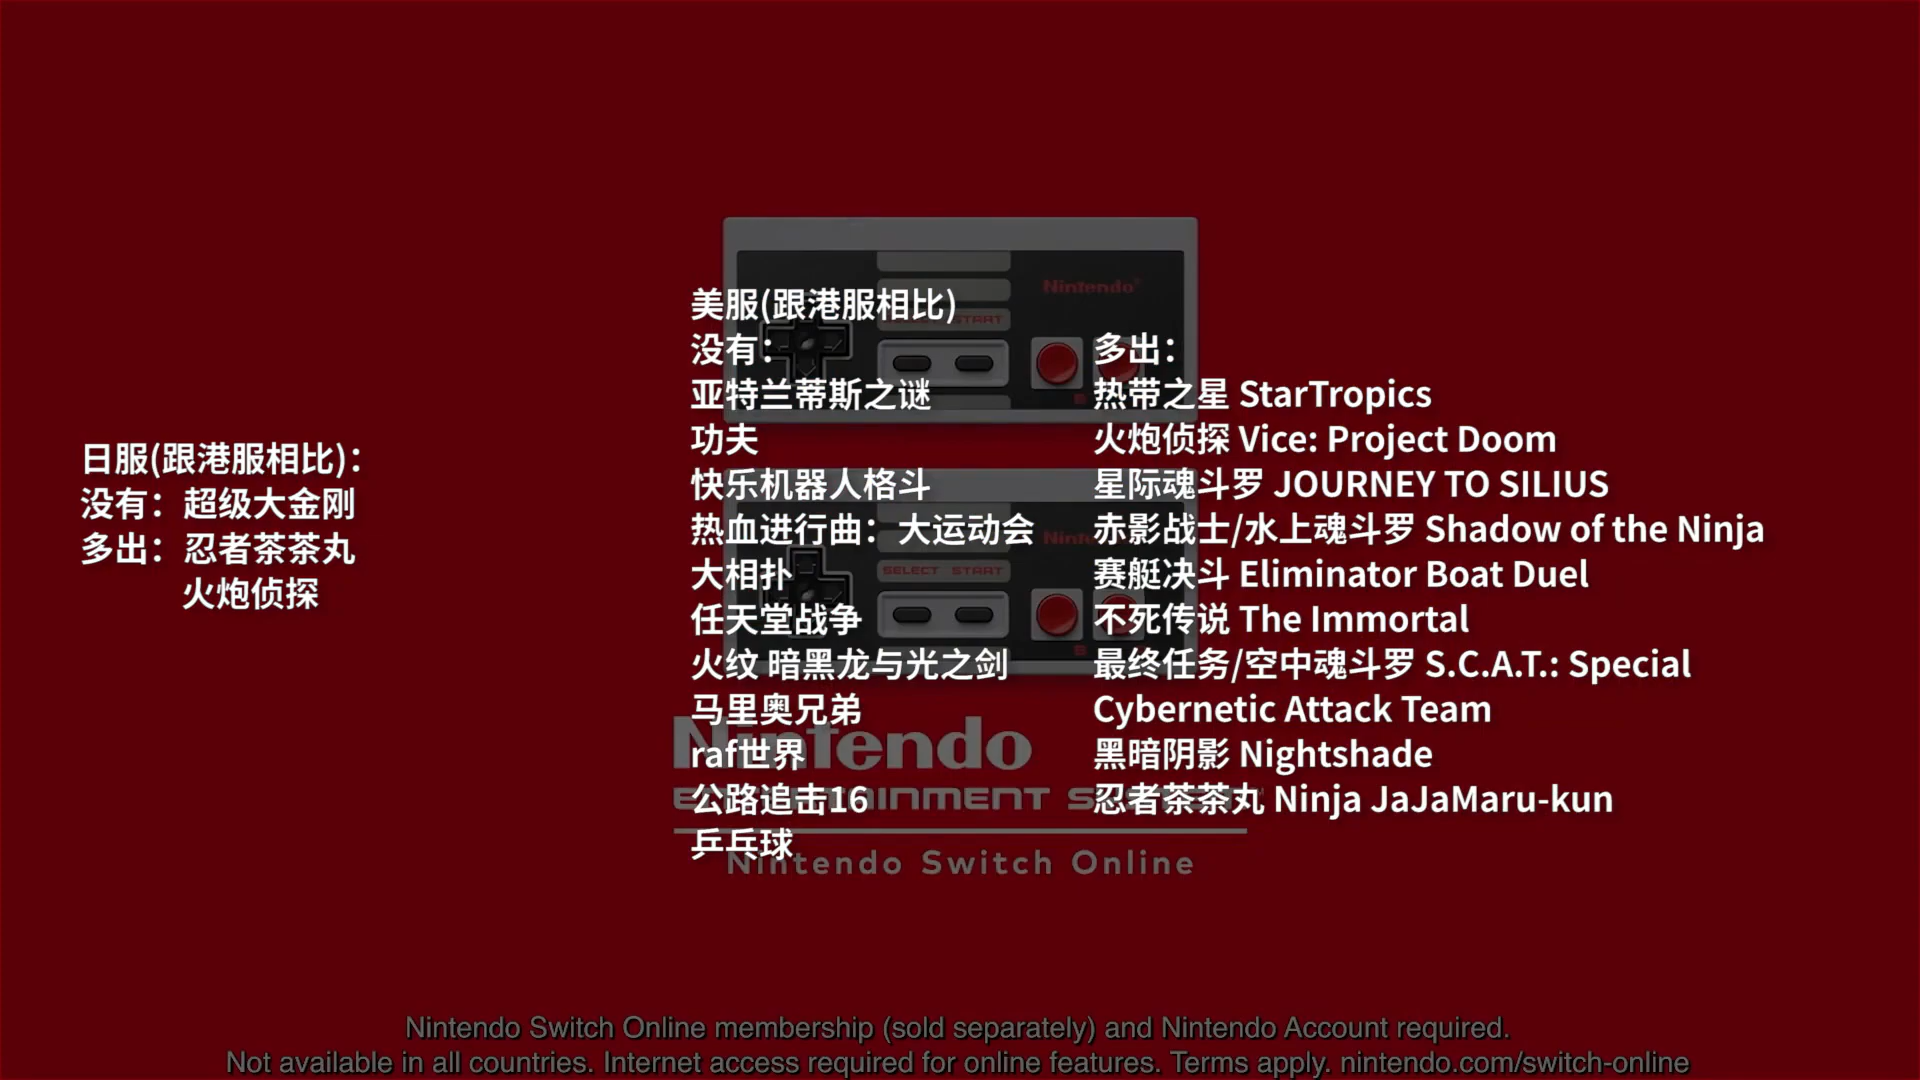 日服(跟港服相比)：
没有：超级大金刚
多出：忍者茶茶丸
火炮侦探
美服(跟港服相比)
没有：
亚特兰蒂斯之谜
功夫
快乐机器人格斗
热血进行曲：大运动会
大相扑
任天堂战争
火纹 暗黑龙与光之剑
马里奥兄弟
raf世界
公路追击16
乒乓球
多出：
热带之星 StarTropics
火炮侦探 Vice: Project Doom
星际魂斗罗 JOURNEY TO SILIUS
赤影战士/水上魂斗罗 Shadow of the Ninja
赛艇决斗 Eliminator Boat Duel
不死传说 The Immortal
最终任务/空中魂斗罗 S.C.A.T.: Special
Cybernetic Attack Team
黑暗阴影 Nightshade
忍者茶茶丸 Ninja JaJaMaru-kun
Nintendo
SELECT START
Nintendo
Nintendo Switch Online
Nintendo Switch Online membership (sold separately) and Nintendo Account required.
Not available in all countries. Internet access required for online features. Terms apply. nintendo.com/switch-online